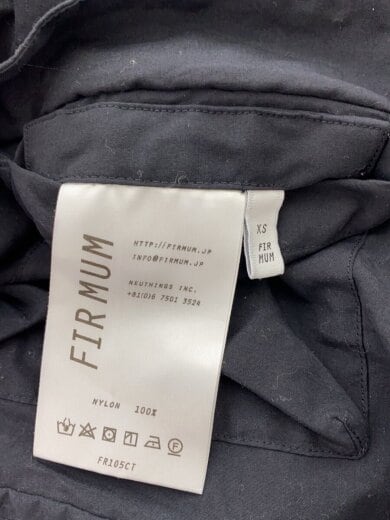 FIRMUM
HTTP://FIRMUM.JP
INFO@FIRMUM.JP
NXUTHINGS INC.
+81(0)6 7501 3524
NYLON 100%
FR105CT
XS
FIR
MUM